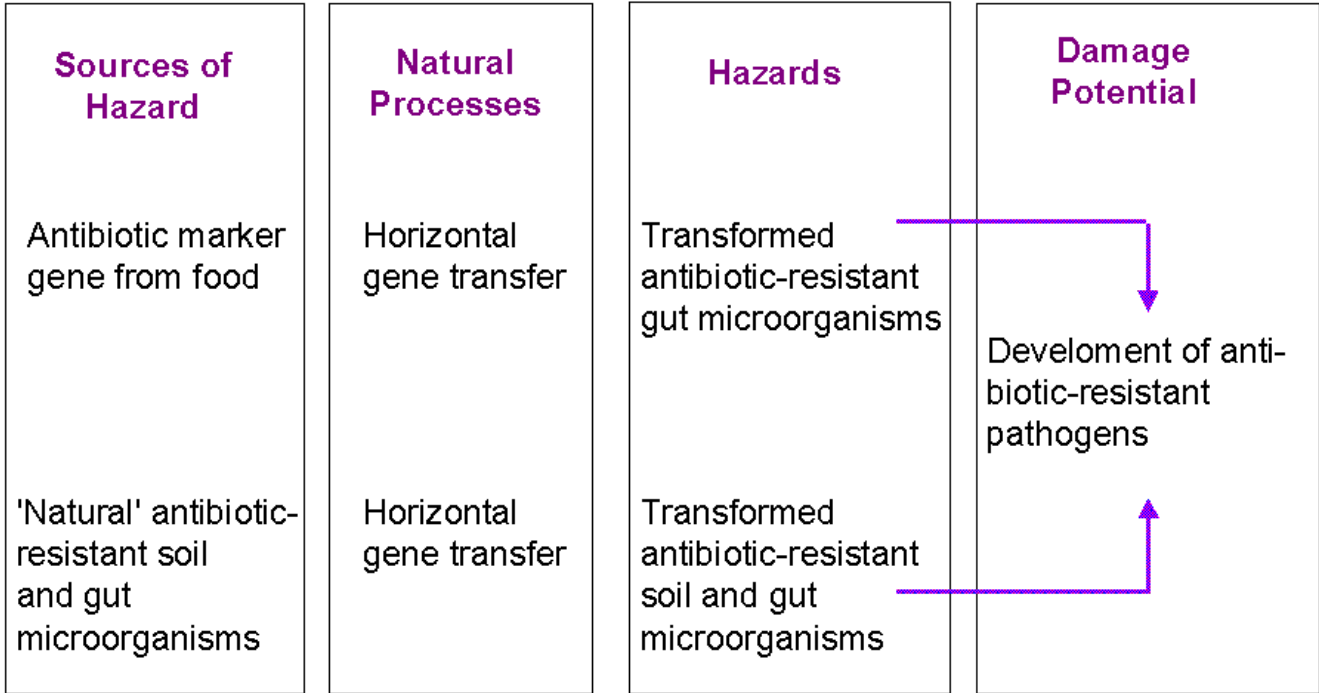 Sources of
Hazard
Natural
Processes
Hazards
Damage
Potential
Antibiotic marker
gene from food
Horizontal
gene transfer
Transformed
antibiotic-resistant
gut microorganisms
Develoment of anti-
biotic-resistant
pathogens
'Natural' antibiotic-
resistant soil
and gut
microorganisms
Horizontal
gene transfer
Transformed
antibiotic-resistant
soil and gut
microorganisms